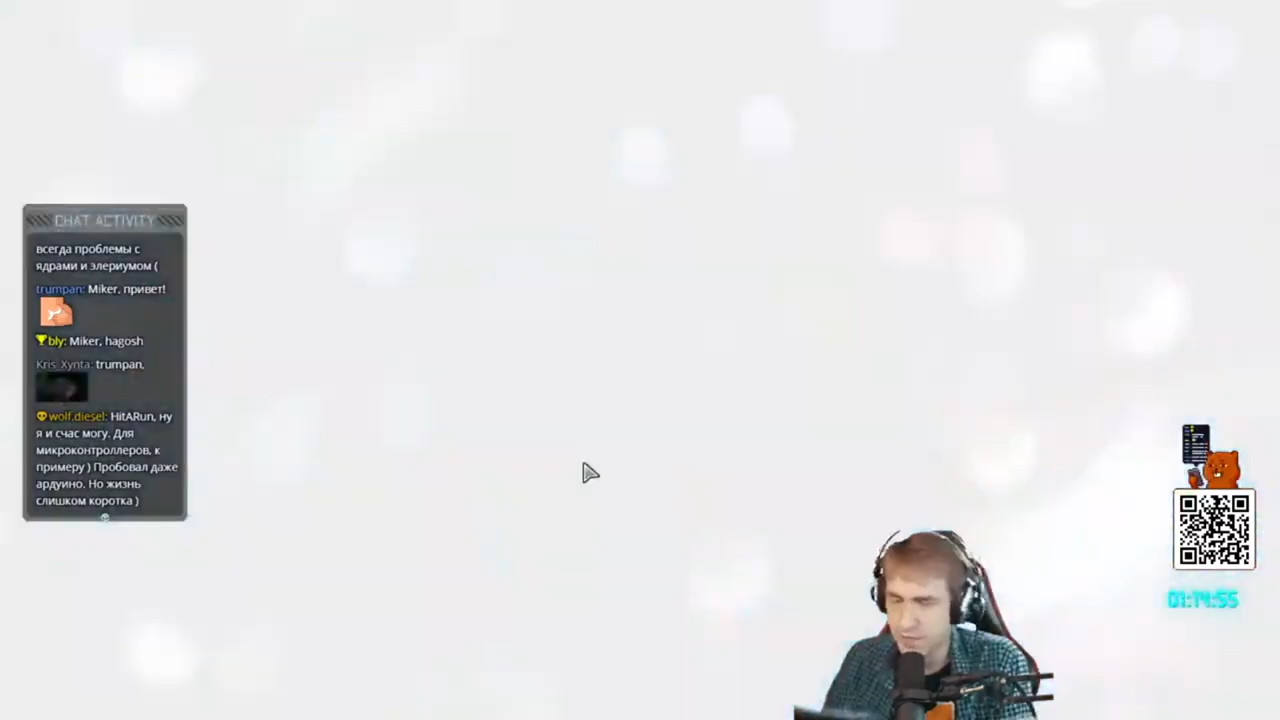 CHAT ACTIVITY
всегда проблемы с
ядрами и элериумом (
trumpan: Miker, привет!
bly: Miker, hagosh
Kris_Xynta: trumpan,
wolf.diesel: HitARun, ну
я и счас могу. Для
микроконтроллеров, к
примеру ) Пробовал даже
ардуино. Но жизнь
слишком коротка )
01:14:55